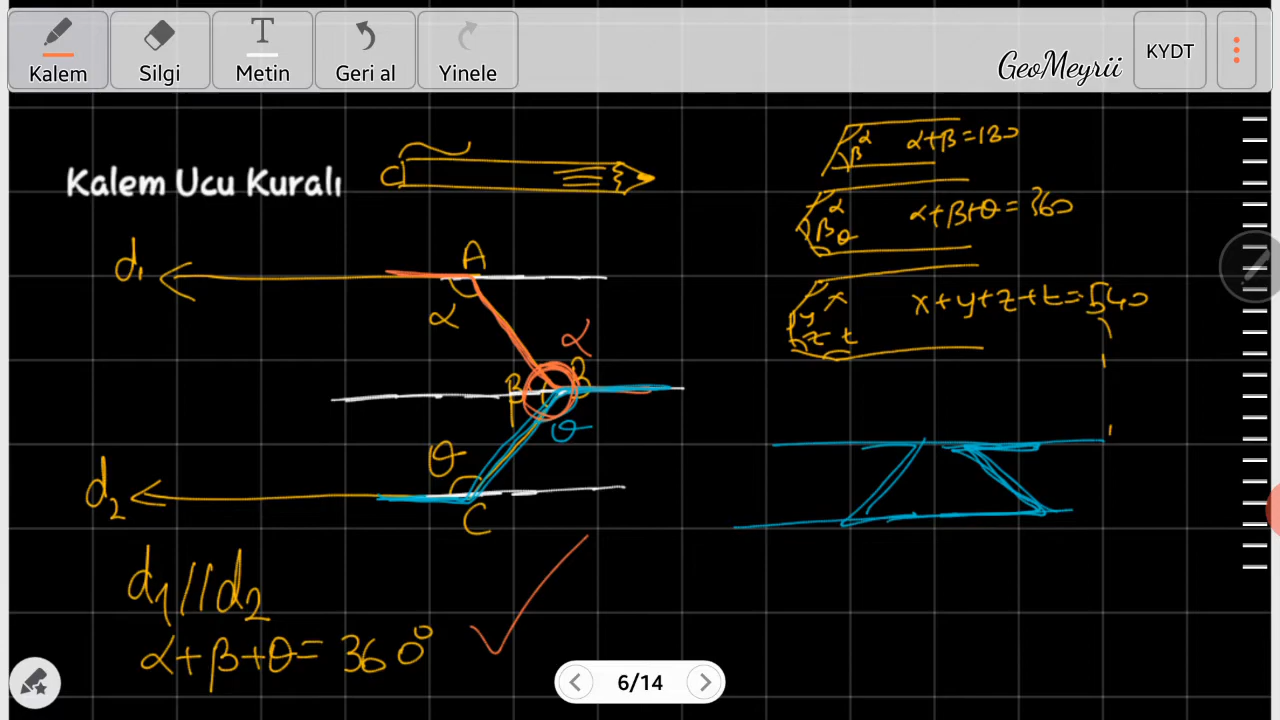 Kalem
Silgi
Metin
Geri al
Yinele
GeoMeyrii
KYDT
Kalem Ucu Kuralı
α β α+β=180
α β θ α+β+θ=360
x y z t x+y+z+t=540
d₁
A
α
α
β
B
θ
θ
d₂
C
d₁//d₂
α+β+θ=360°
6/14